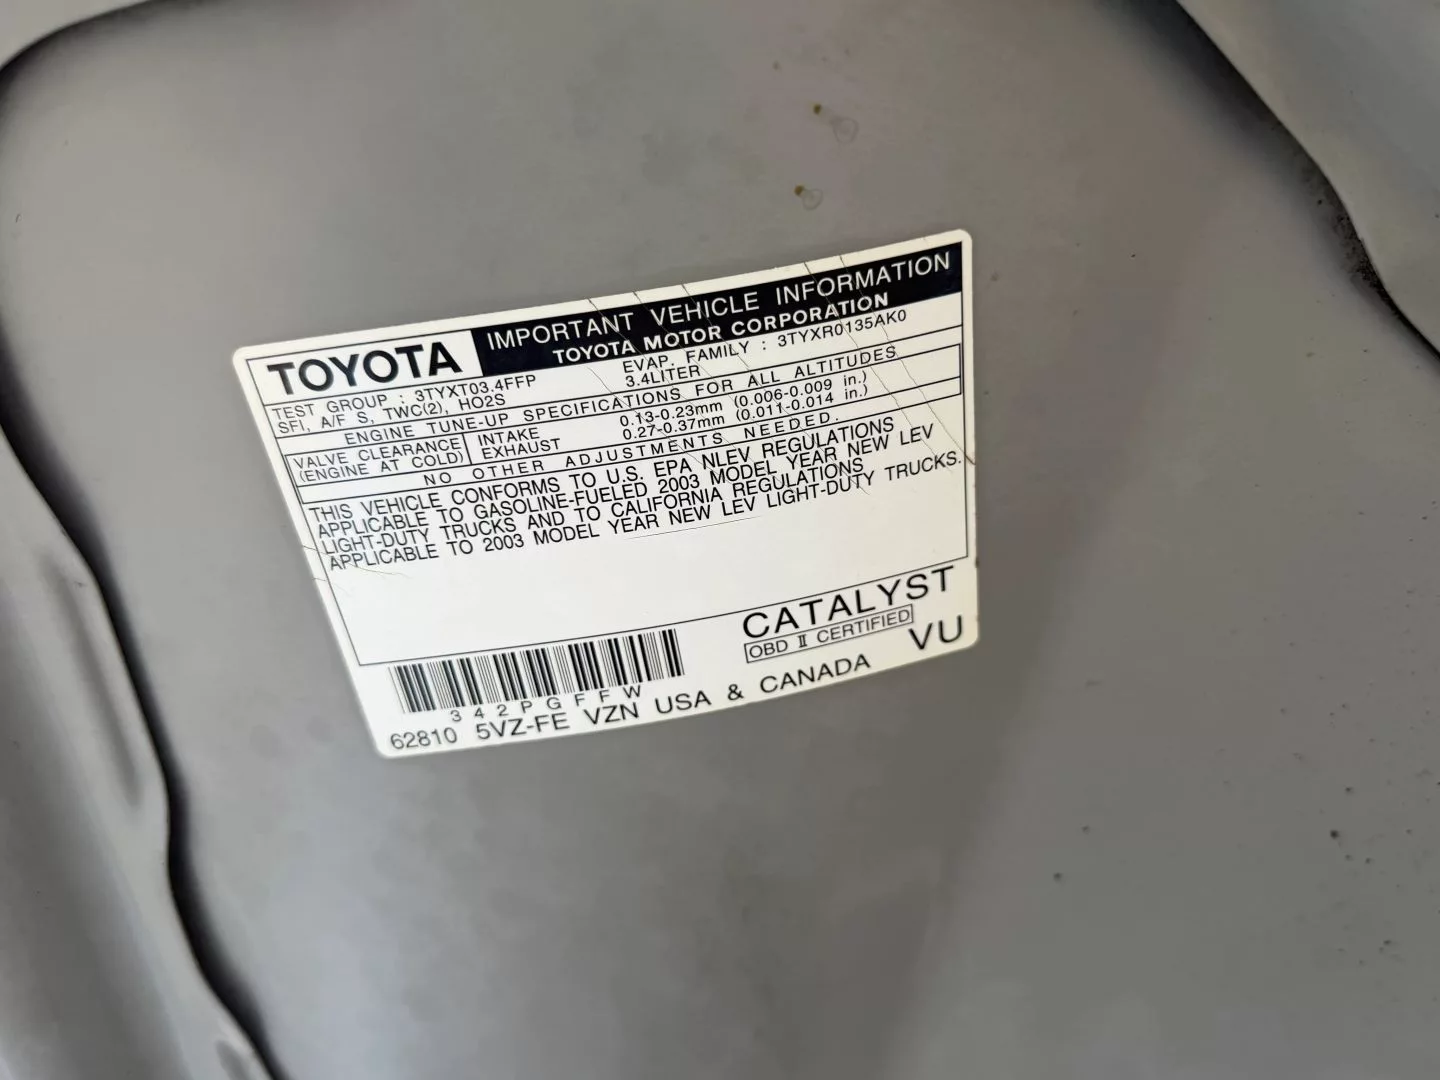 TOYOTA
IMPORTANT VEHICLE INFORMATION
TOYOTA MOTOR CORPORATION
TEST GROUP : 3TYXT03.4FFP EVAP. FAMILY : 3TYXR0135AK0
SFI, A/F S, TWC(2), HO2S 3.4LITER
ENGINE TUNE-UP SPECIFICATIONS FOR ALL ALTITUDES
VALVE CLEARANCE INTAKE 0.13-0.23mm (0.006-0.009 in.)
(ENGINE AT COLD) EXHAUST 0.27-0.37mm (0.011-0.014 in.)
NO OTHER ADJUSTMENTS NEEDED.
THIS VEHICLE CONFORMS TO U.S. EPA NLEV REGULATIONS
APPLICABLE TO GASOLINE-FUELED 2003 MODEL YEAR NEW LEV
LIGHT-DUTY TRUCKS AND TO CALIFORNIA REGULATIONS
APPLICABLE TO 2003 MODEL YEAR NEW LEV LIGHT-DUTY TRUCKS.
CATALYST
OBD II CERTIFIED
VU
342PGFFW
62810 5VZ-FE VZN USA & CANADA